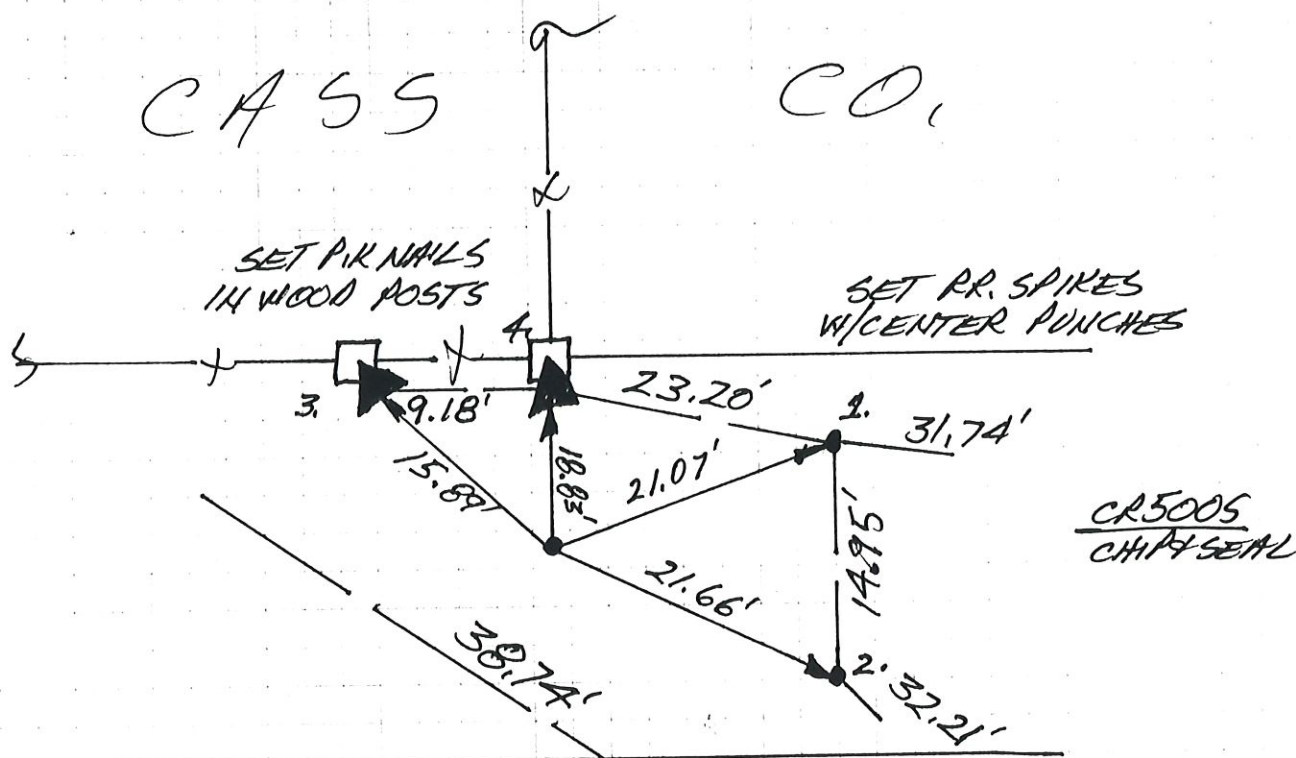 CASS CO.
SET P.K NAILS
IN WOOD POSTS
SET RR. SPIKES
W/CENTER PUNCHES
4.
3.
9.18'
23.20'
1.
31.74'
15.89'
18.83'
21.07'
14.95'
CR500S
CHIP & SEAL
21.66'
2.
32.21'
38.74'